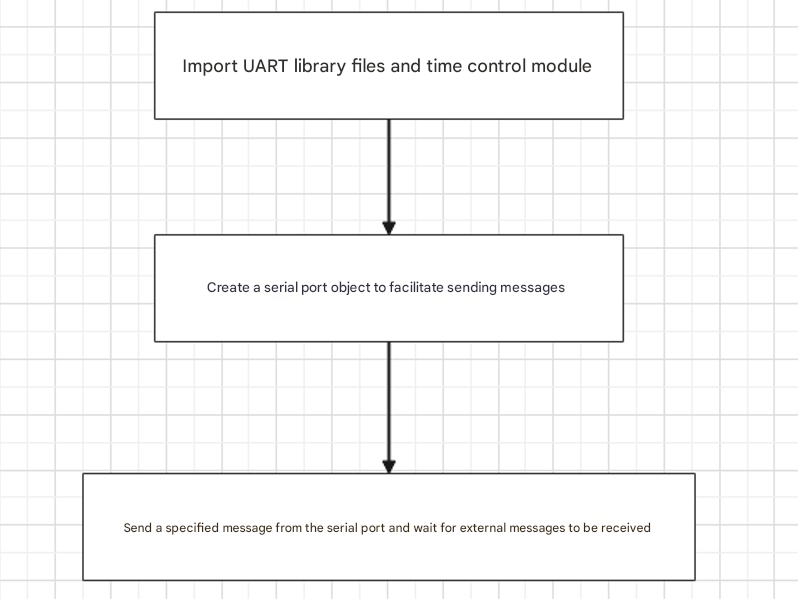 Import UART library files and time control module
Create a serial port object to facilitate sending messages
Send a specified message from the serial port and wait for external messages to be received